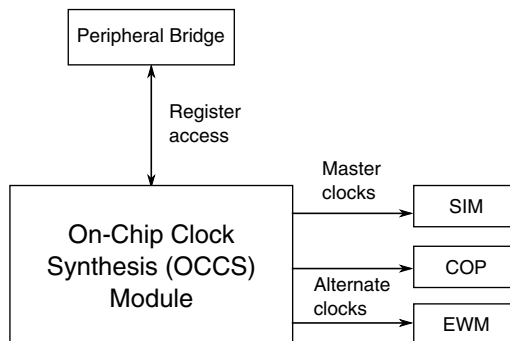 Peripheral Bridge
Register
access
Master
clocks
SIM
On-Chip Clock
Synthesis (OCCS)
Module
COP
Alternate
clocks
EWM